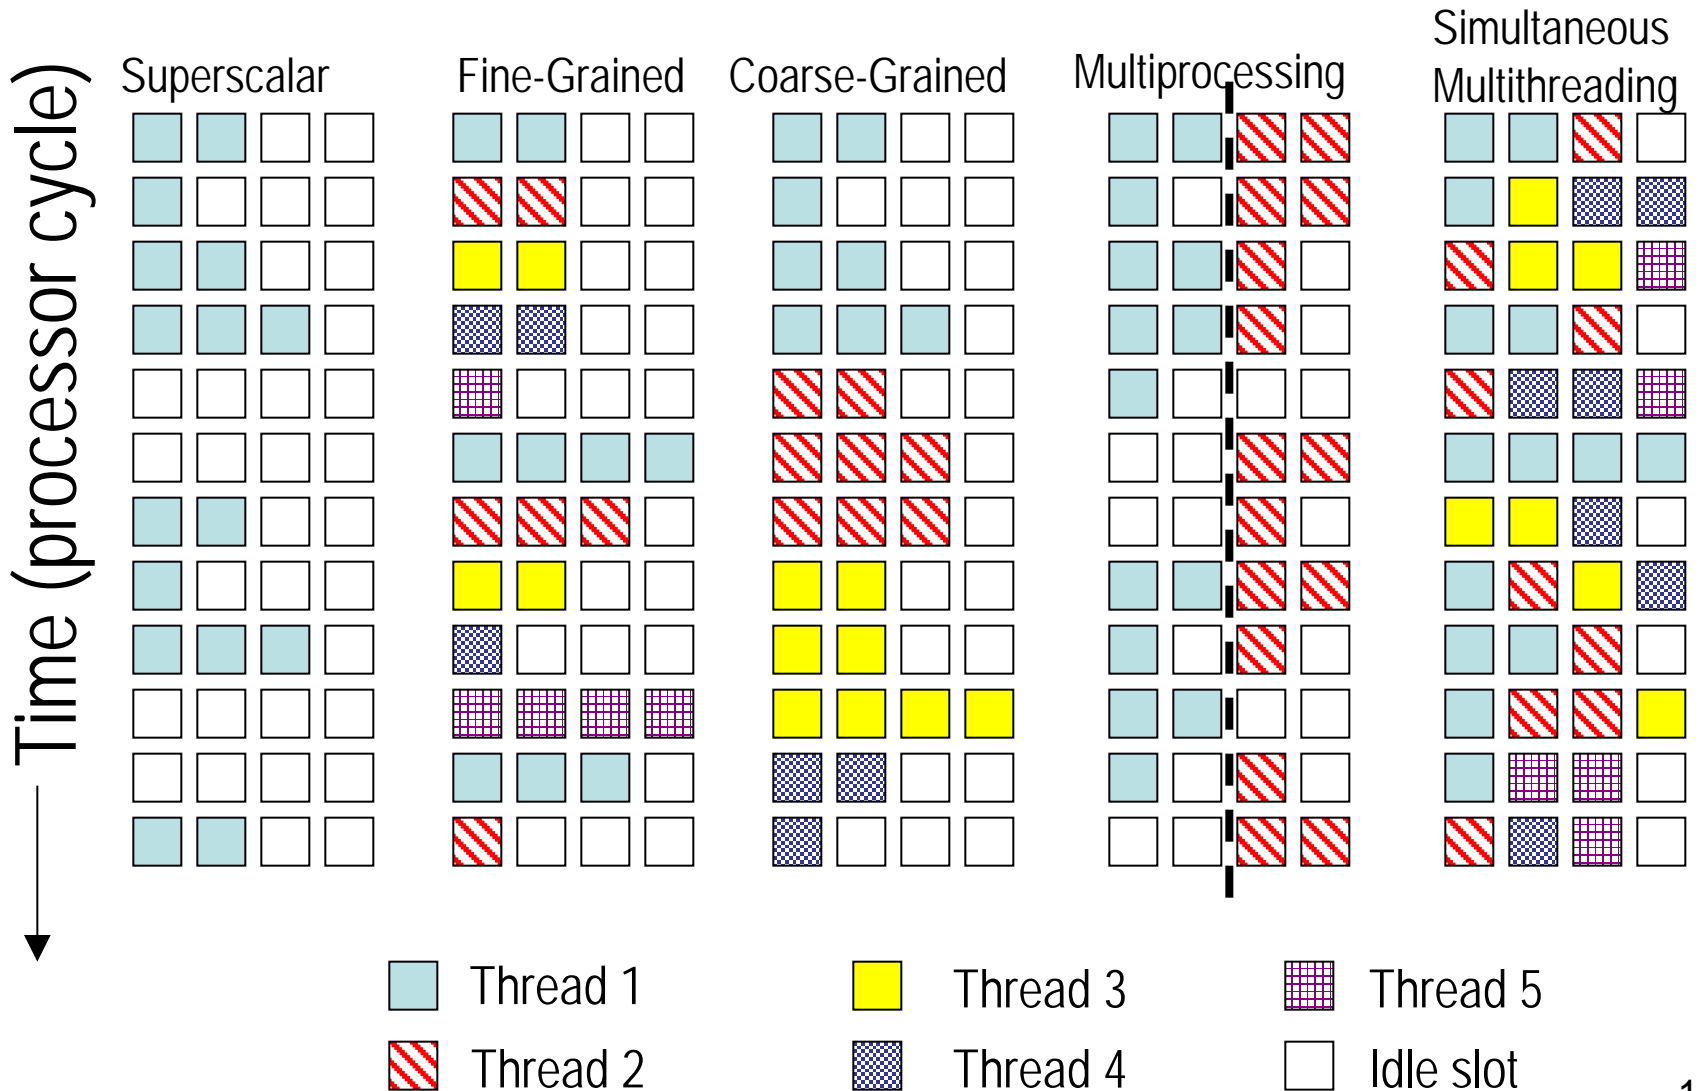 Time (processor cycle)
Superscalar
Fine-Grained
Coarse-Grained
Multiprocessing
Simultaneous
Multithreading
Thread 1
Thread 3
Thread 5
Thread 2
Thread 4
Idle slot